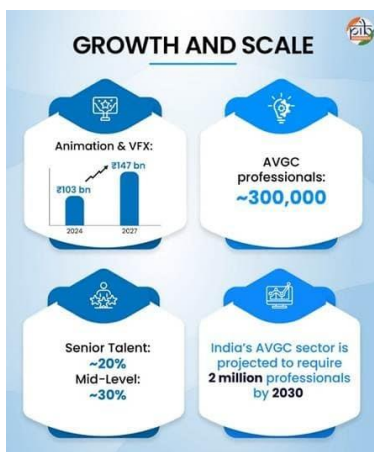 GROWTH AND SCALE
pib
Animation & VFX:
₹147 bn
₹103 bn
2024
2027
AVGC
professionals:
~300,000
Senior Talent:
~20%
Mid-Level:
~30%
India's AVGC sector is
projected to require
2 million professionals
by 2030